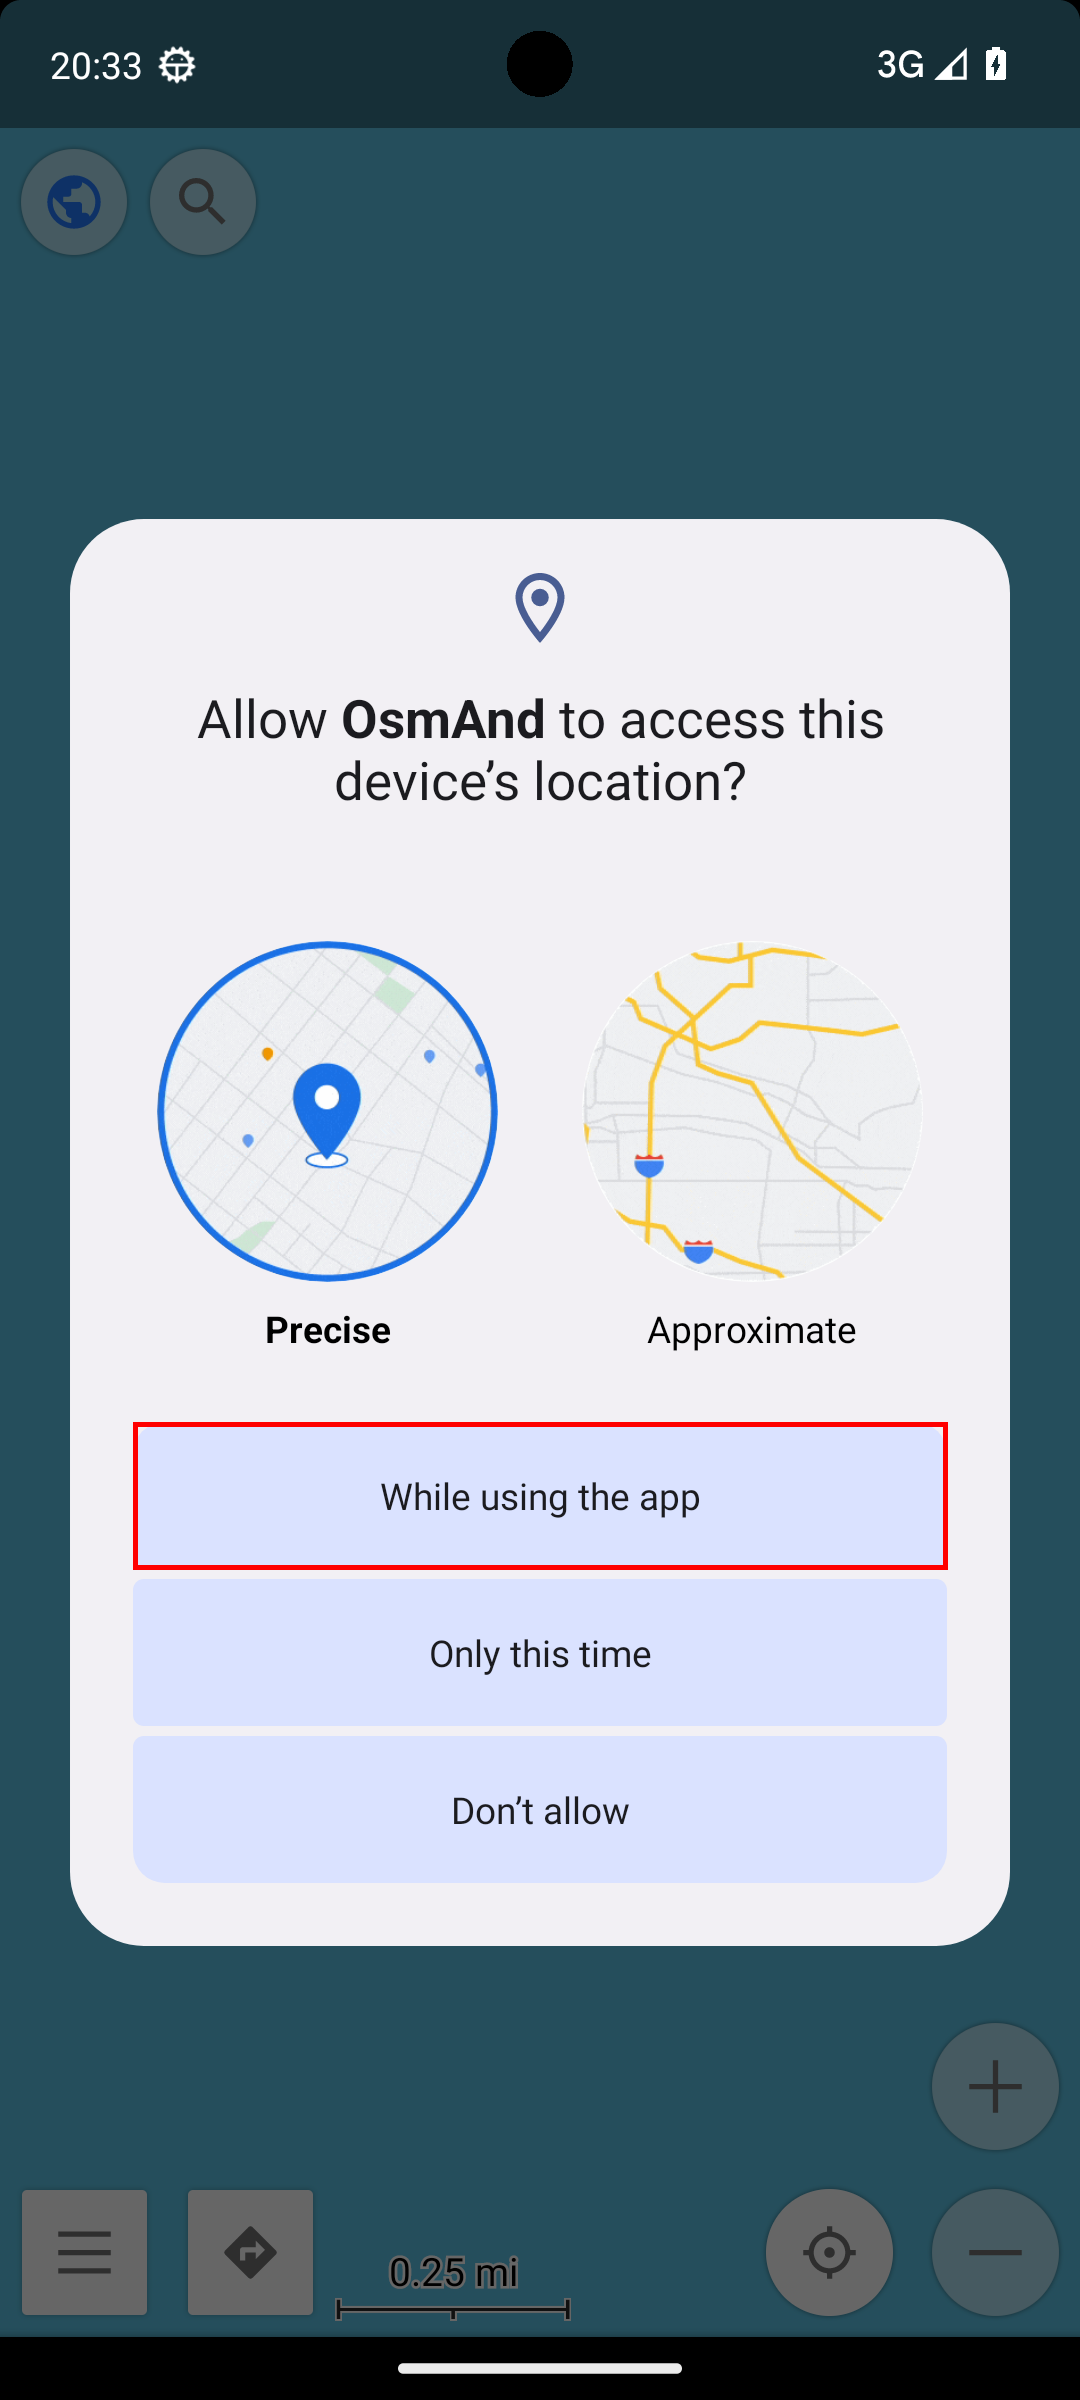 20:33
3G
Allow OsmAnd to access this
device’s location?
Precise
Approximate
While using the app
Only this time
Don’t allow
0.25 mi